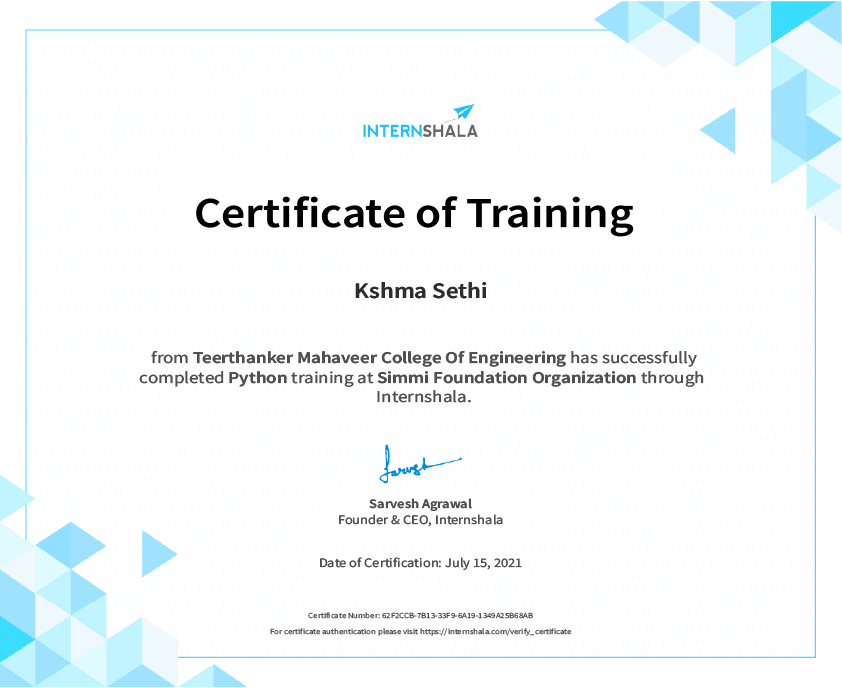 INTERNSHALA
Certificate of Training
Kshma Sethi
from Teerthanker Mahaveer College Of Engineering has successfully
completed Python training at Simmi Foundation Organization through
Internshala.
Sarvesh
Sarvesh Agrawal
Founder & CEO, Internshala
Date of Certification: July 15, 2021
Certificate Number: 62F2CCB-7B13-33F9-6A19-1349A25B68AB
For certificate authentication please visit https://internshala.com/verify_certificate